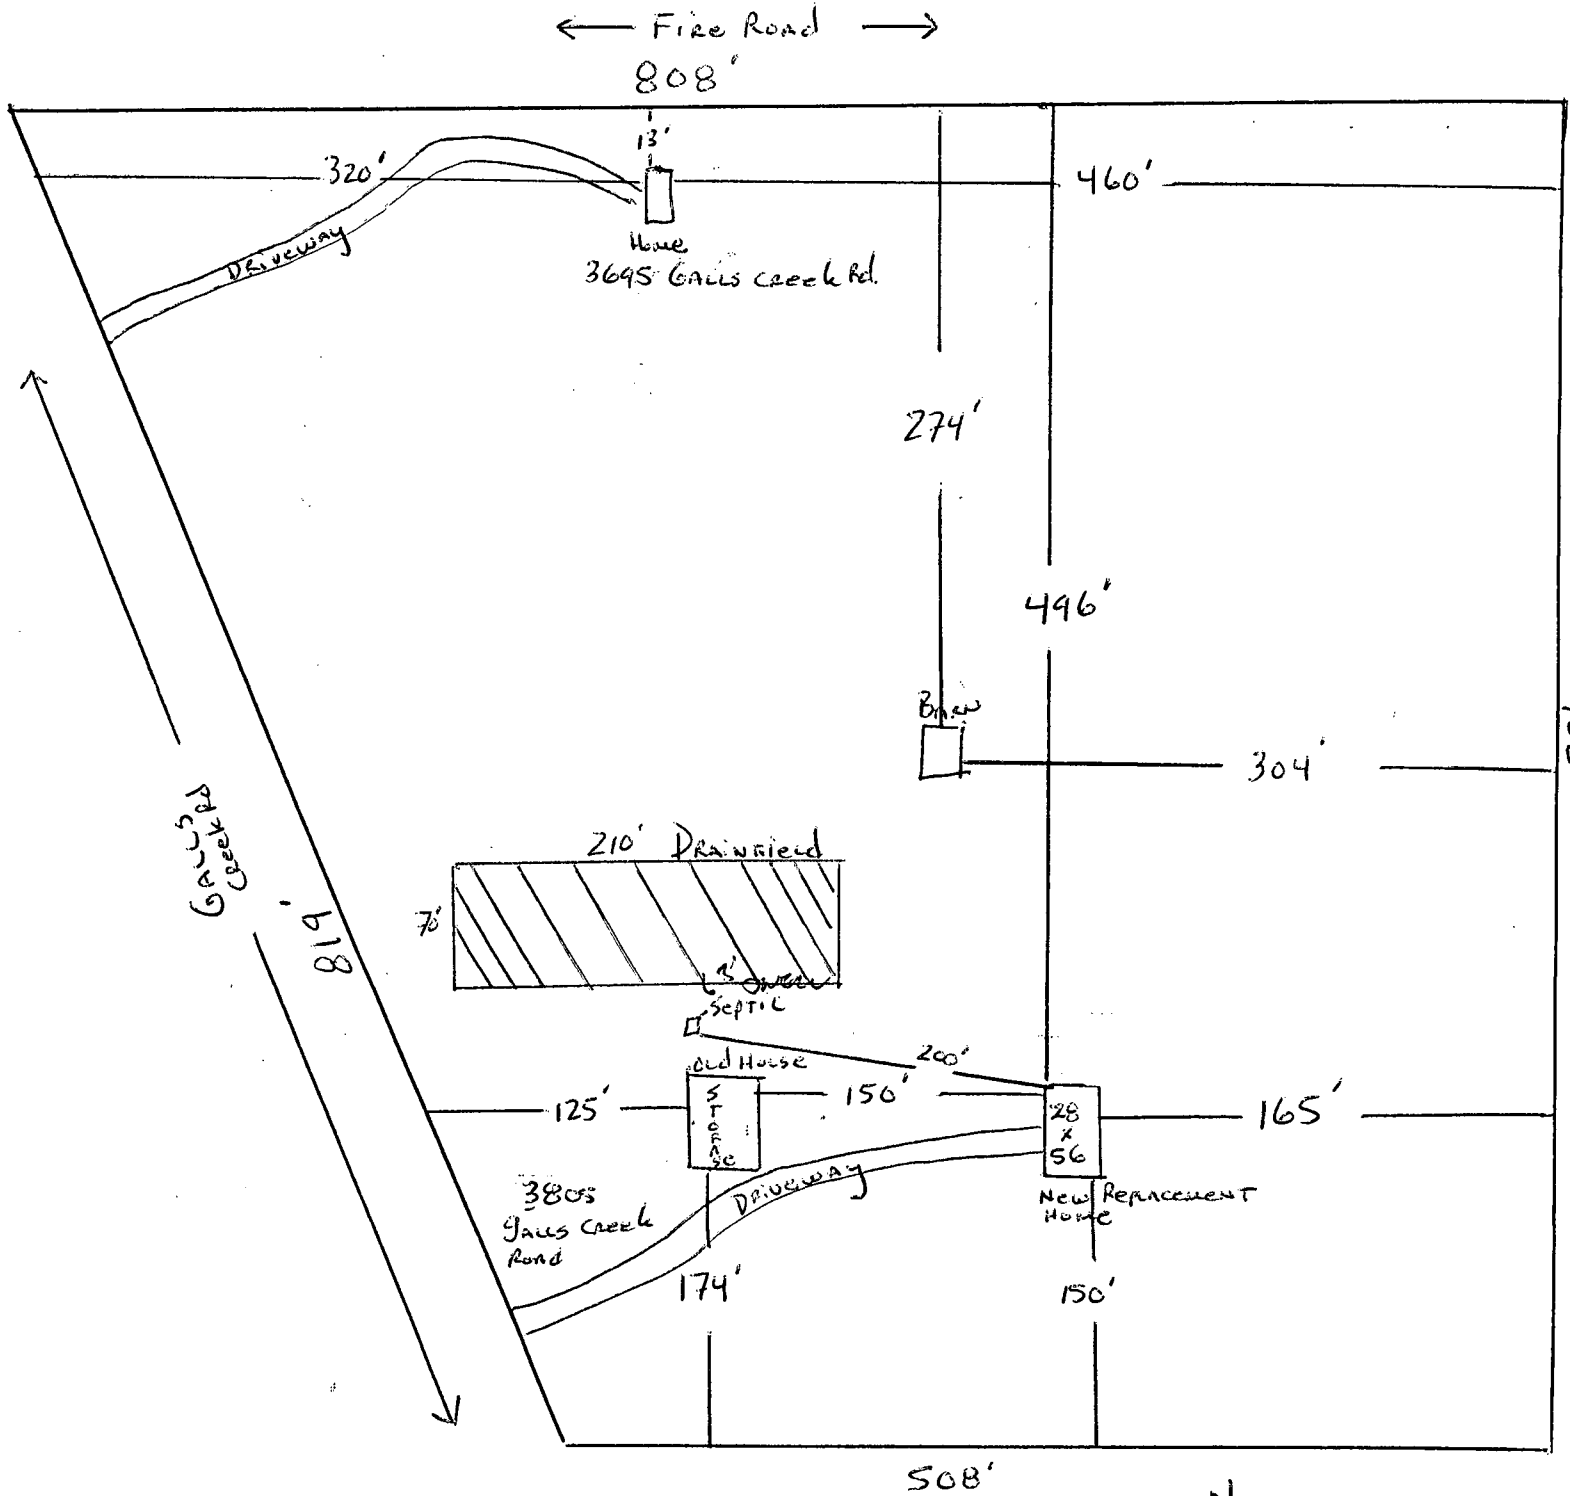 Fire Road
808'
13'
320'
460'
Driveway
Home
3695 Galls Creek Rd.
274'
496'
Barn
304'
Galls
Creek Rd
819'
210' Drainfield
70'
Septic
Old House
200'
125'
Storage
150'
28
x
56
165'
3805
Galls Creek
Road
Driveway
New Replacement
Home
174'
150'
508'
N